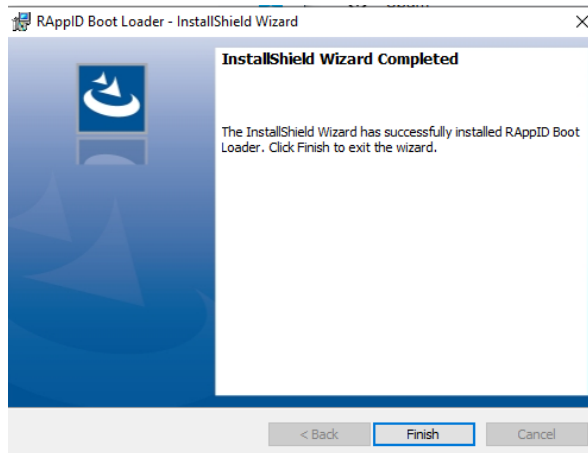 RAppID Boot Loader - InstallShield Wizard
InstallShield Wizard Completed
The InstallShield Wizard has successfully installed RAppID Boot
Loader. Click Finish to exit the wizard.
< Back
Finish
Cancel